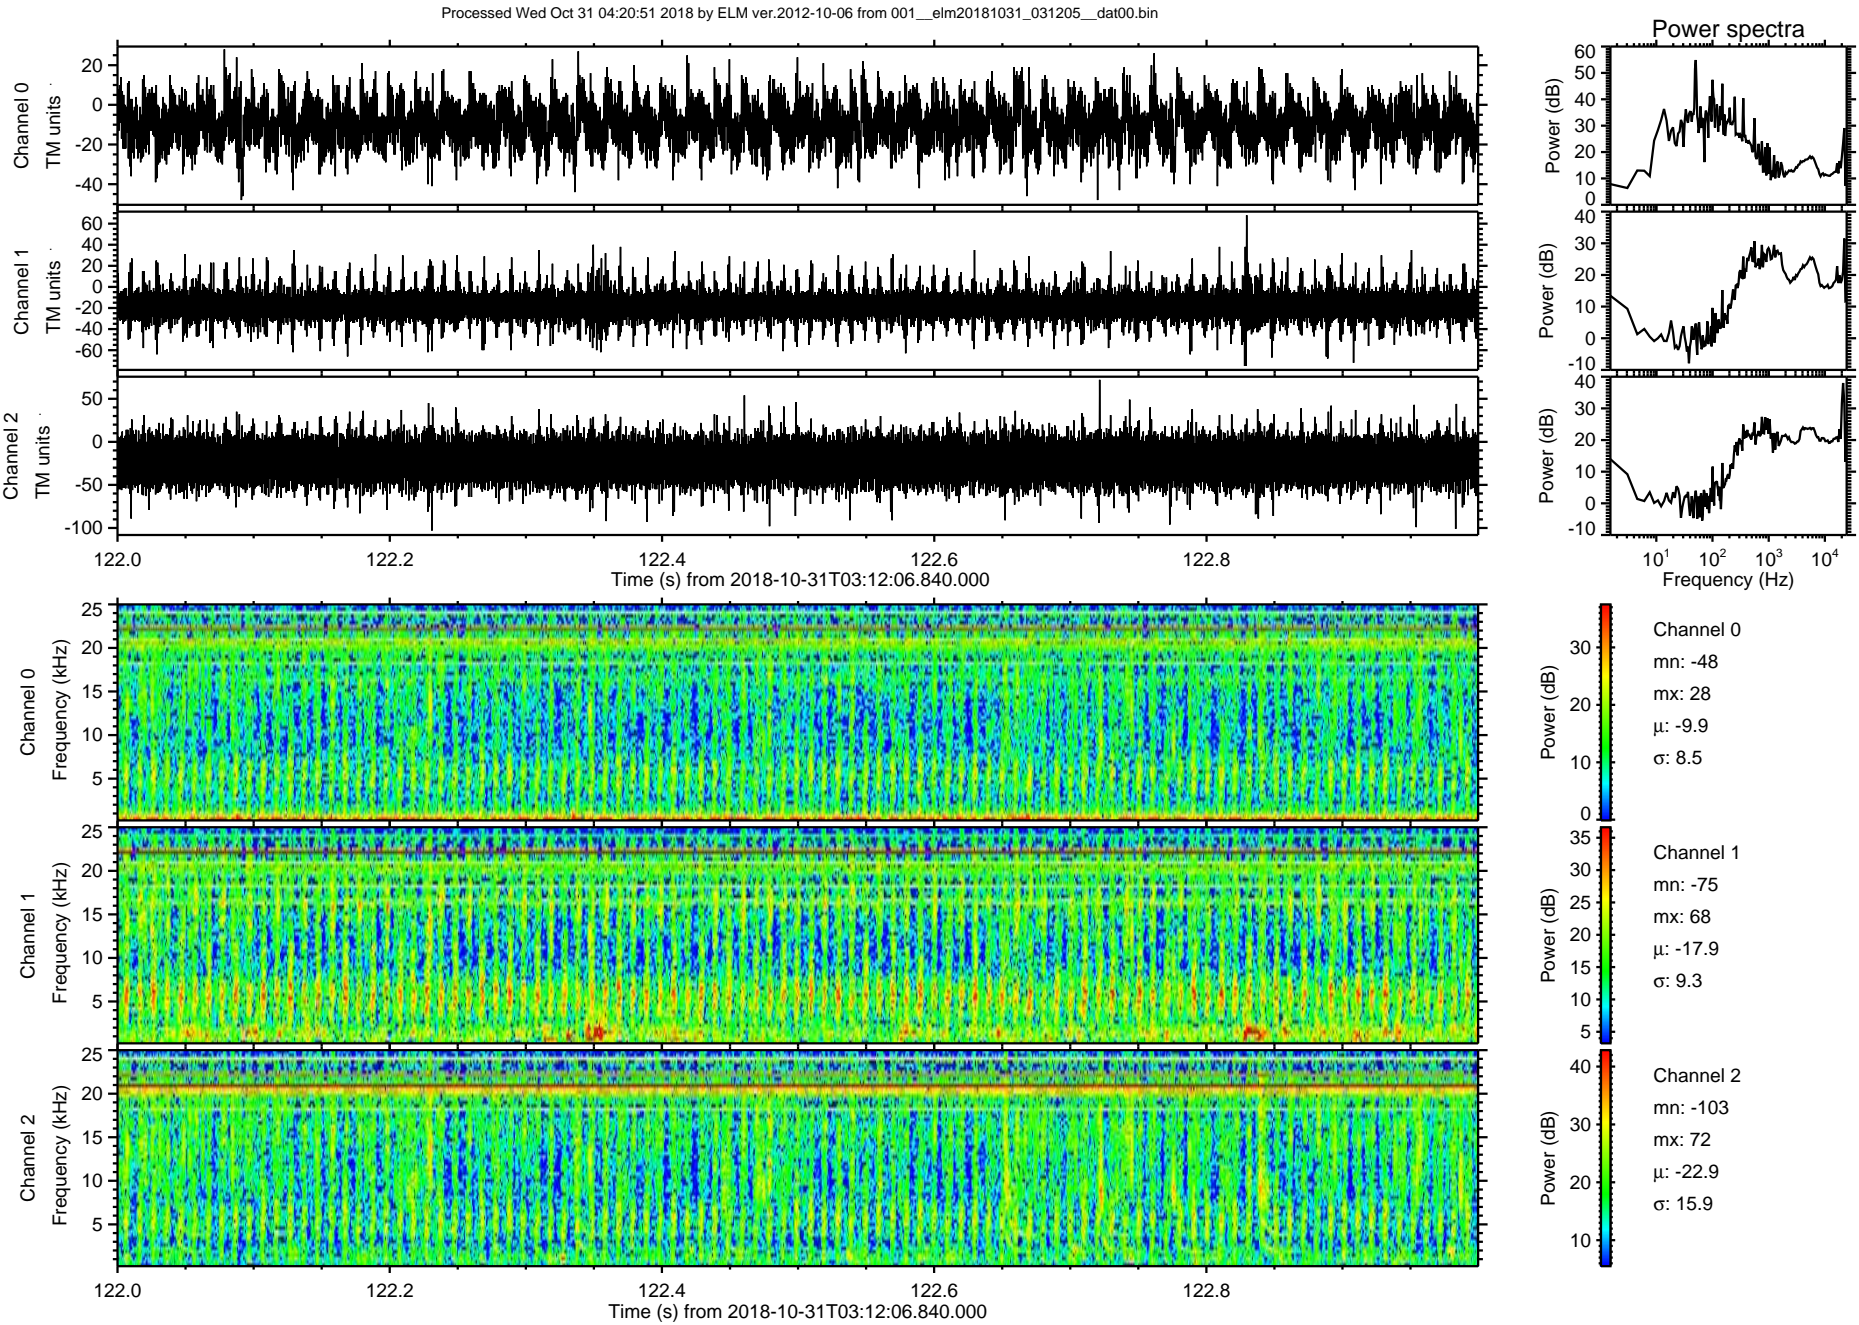 Processed Wed Oct 31 04:20:51 2018 by ELM ver.2012-10-06 from 001__elm20181031_031205__dat00.bin
Power spectra
Channel 0
TM units
20
0
-20
-40
Power (dB)
60
50
40
30
20
10
0
Channel 1
TM units
60
40
20
0
-20
-40
-60
Power (dB)
40
30
20
10
0
-10
Channel 2
TM units
50
0
-50
-100
Power (dB)
40
30
20
10
0
-10
122.0 122.2 122.4 122.6 122.8
Time (s) from 2018-10-31T03:12:06.840.000
10¹ 10² 10³ 10⁴
Frequency (Hz)
Channel 0
Frequency (kHz)
25
20
15
10
5
Power (dB)
30
20
10
0
Channel 0
mn: -48
mx: 28
μ: -9.9
σ: 8.5
Channel 1
Frequency (kHz)
25
20
15
10
5
Power (dB)
35
30
25
20
15
10
5
Channel 1
mn: -75
mx: 68
μ: -17.9
σ: 9.3
Channel 2
Frequency (kHz)
25
20
15
10
5
Power (dB)
40
30
20
10
Channel 2
mn: -103
mx: 72
μ: -22.9
σ: 15.9
122.0 122.2 122.4 122.6 122.8
Time (s) from 2018-10-31T03:12:06.840.000